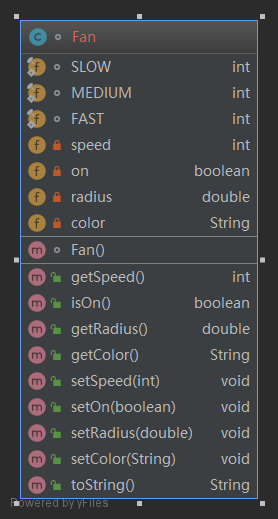 C Fan
f SLOW int
f MEDIUM int
f FAST int
f speed int
f on boolean
f radius double
f color String
m Fan()
m getSpeed() int
m isOn() boolean
m getRadius() double
m getColor() String
m setSpeed(int) void
m setOn(boolean) void
m setRadius(double) void
m setColor(String) void
m toString() String
Powered by yFiles